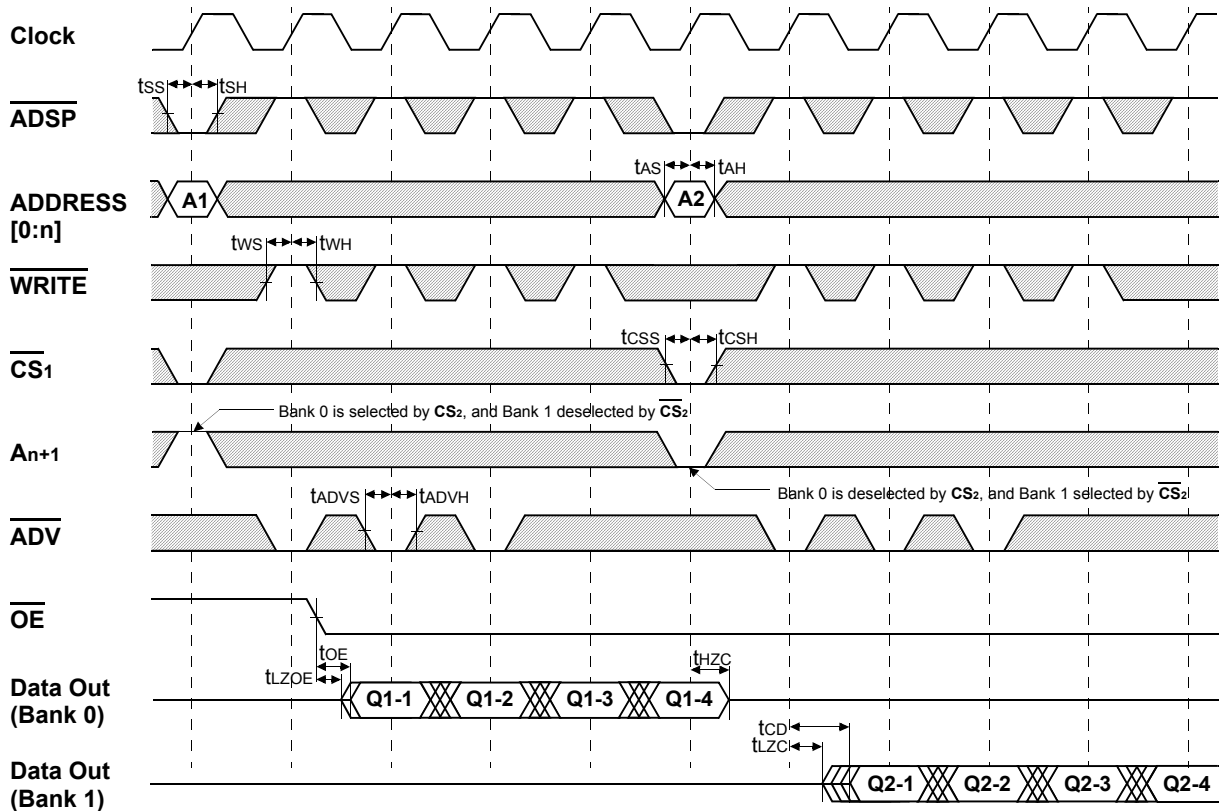 Clock
tSS tSH
ADSP
tAS tAH
ADDRESS
[0:n]
A1 A2
tWS tWH
WRITE
tCSS tCSH
CS1
Bank 0 is selected by CS2, and Bank 1 deselected by CS2
An+1
Bank 0 is deselected by CS2, and Bank 1 selected by CS2
tADVS tADVH
ADV
OE
tOE
tLZOE
tHZC
Data Out
(Bank 0)
Q1-1 Q1-2 Q1-3 Q1-4
tCD
tLZC
Data Out
(Bank 1)
Q2-1 Q2-2 Q2-3 Q2-4